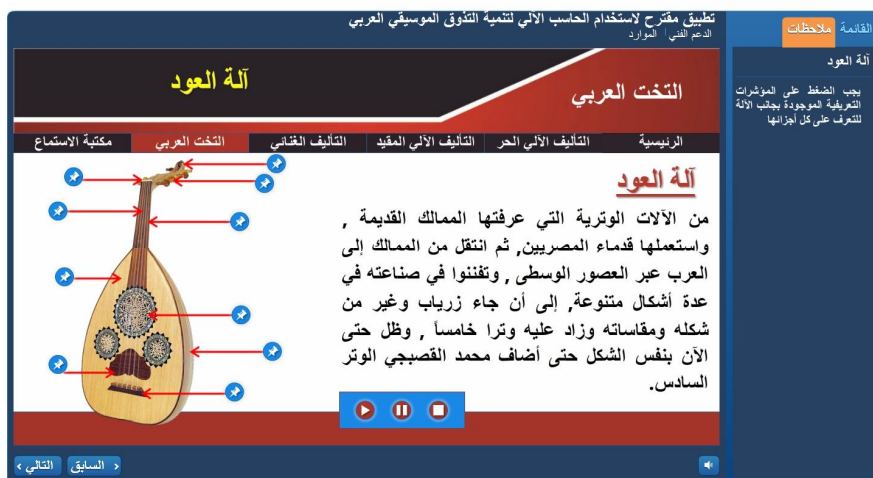 تطبيق مقترح لاستخدام الحاسب الآلي لتنمية التذوق الموسيقي العربي
الدعم الفني الموارد
القائمة ملاحظات
آلة العود
يجب الضغط على المؤشرات
التعريفية الموجودة بجانب الآلة
للتعرف على كل أجزائها
التخت العربي
آلة العود
الرئيسية التأليف الآلي الحر التأليف الآلي المقيد التأليف الغنائي التخت العربي مكتبة الاستماع
آلة العود
من الآلات الوترية التي عرفتها الممالك القديمة ,
واستعملها قدماء المصريين, ثم انتقل من الممالك إلى
العرب عبر العصور الوسطى , وتفننوا في صناعته في
عدة أشكال متنوعة, إلى أن جاء زرياب وغير من
شكله ومقاساته وزاد عليه وترا خامساً , وظل حتى
الآن بنفس الشكل حتى أضاف محمد القصبجي الوتر
السادس.
السابق التالي